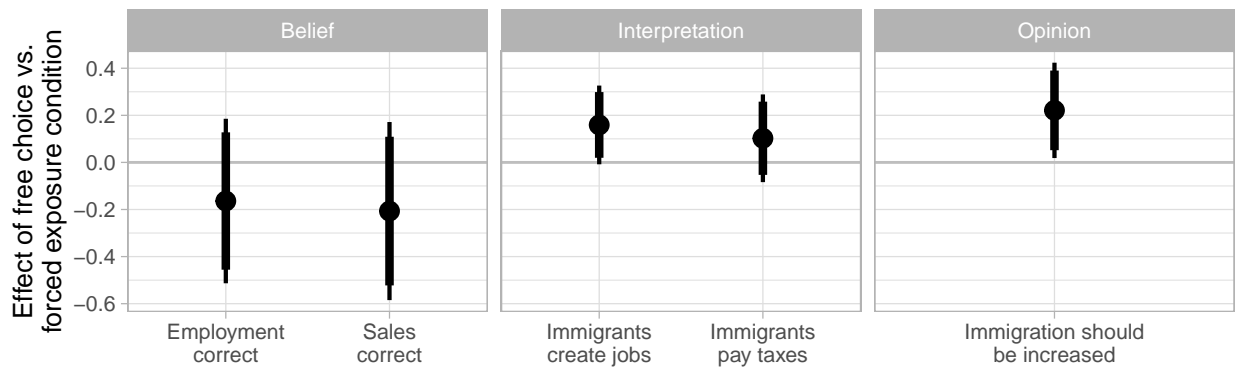 Effect of free choice vs.
forced exposure condition
Belief
Interpretation
Opinion
0.4
0.2
0.0
−0.2
−0.4
−0.6
Employment
correct
Sales
correct
Immigrants
create jobs
Immigrants
pay taxes
Immigration should
be increased